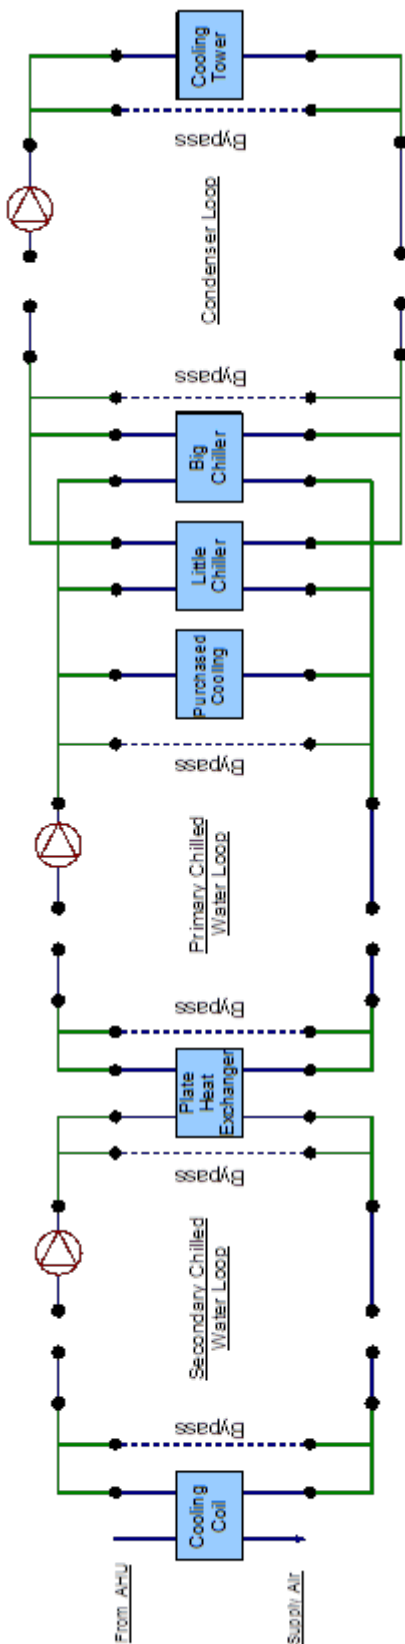 Cooling
Tower
Bypass
Condenser Loop
Bypass
Big
Chiller
Little
Chiller
Purchased
Cooling
Bypass
Primary Chilled
Water Loop
Bypass
Plate
Heat
Exchanger
Bypass
Secondary Chilled
Water Loop
Bypass
Cooling
Coil
From AHU
Supply Air